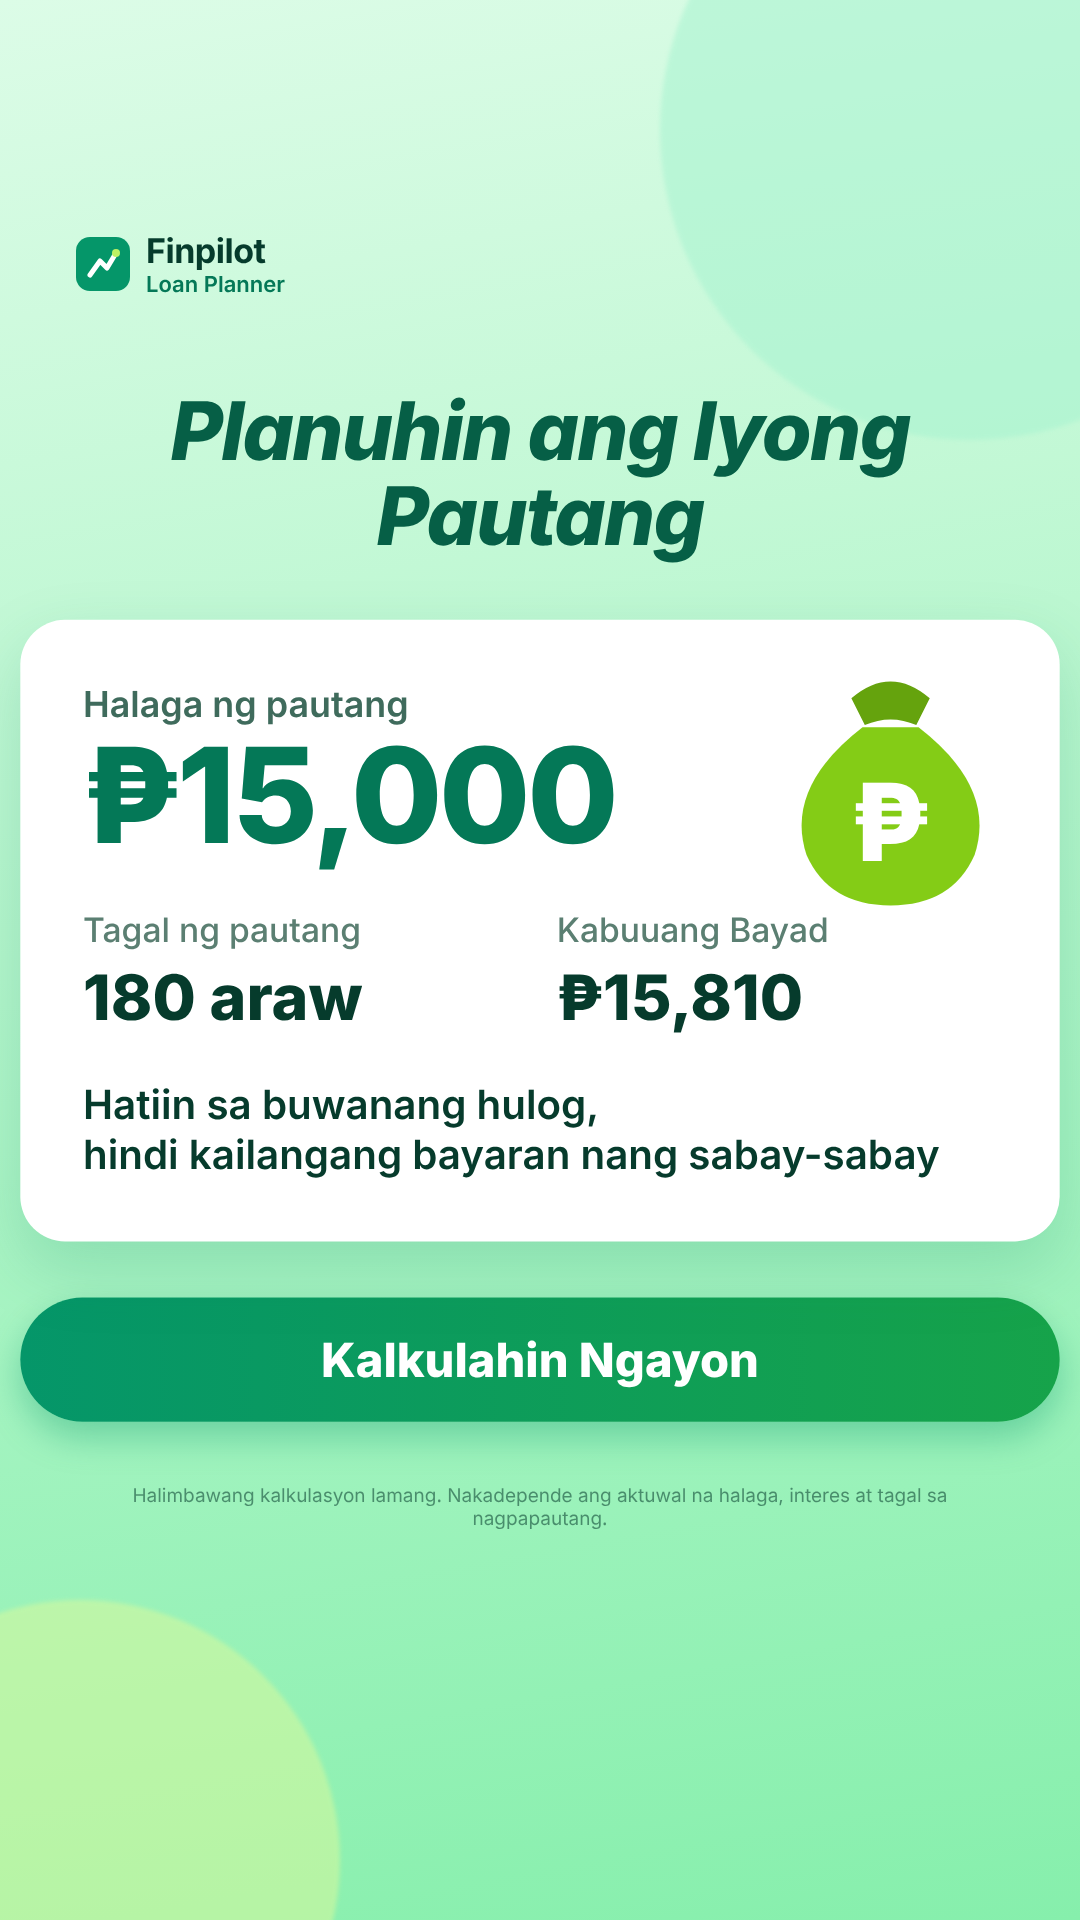 Finpilot
Loan Planner
Planuhin ang Iyong
Pautang
Halaga ng pautang
₱15,000
₱
Tagal ng pautang
Kabuuang Bayad
180 araw
₱15,810
Hatiin sa buwanang hulog,
hindi kailangang bayaran nang sabay-sabay
Kalkulahin Ngayon
Halimbawang kalkulasyon lamang. Nakadepende ang aktuwal na halaga, interes at tagal sa
nagpapautang.